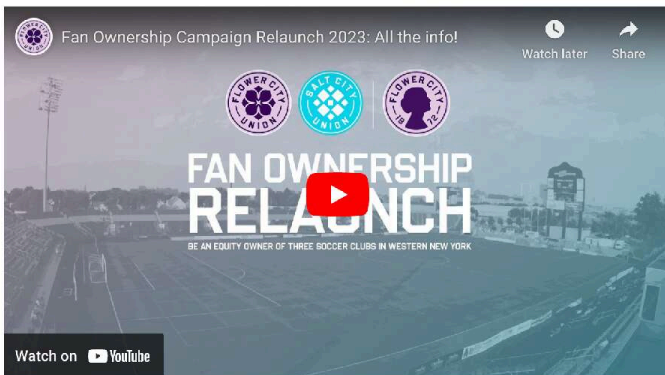 Fan Ownership Campaign Relaunch 2023: All the info!
Watch later
Share
FLOWER CITY
UNION
SALT CITY
UNION
FLOWER CITY
1872
FAN OWNERSHIP
RELAUNCH
BE AN EQUITY OWNER OF THREE SOCCER CLUBS IN WESTERN NEW YORK
Watch on YouTube